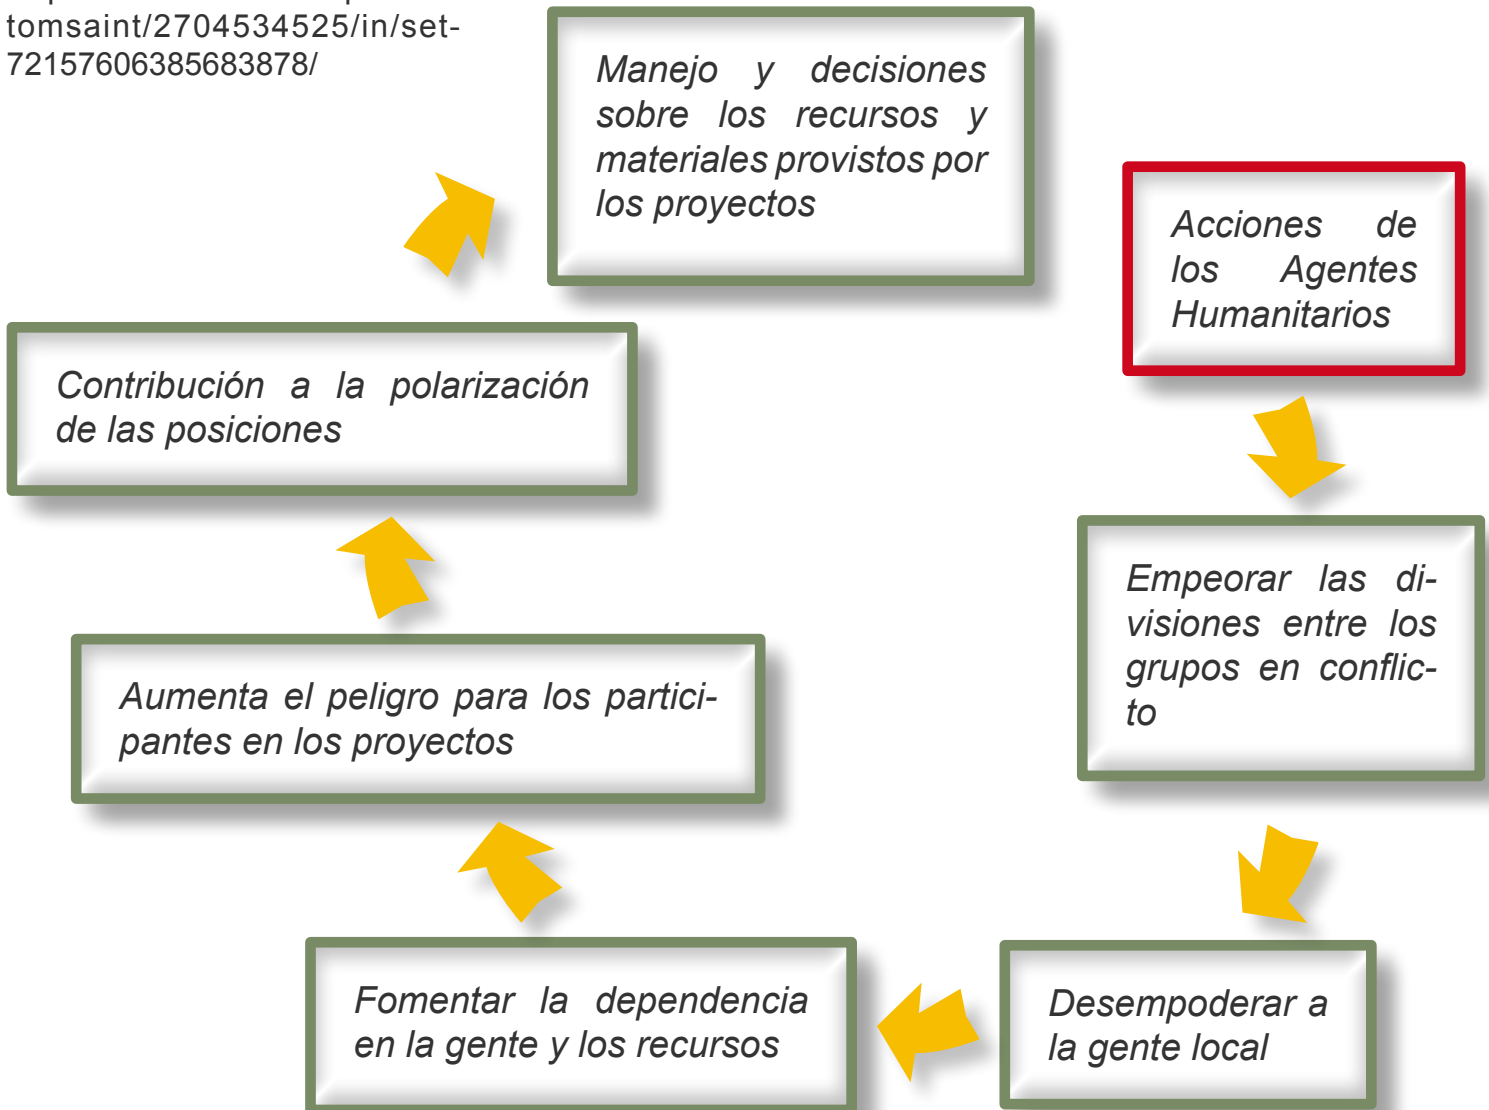 tomsaint/2704534525/in/set-
72157606385683878/
Manejo y decisiones
sobre los recursos y
materiales provistos por
los proyectos
Acciones de
los Agentes
Humanitarios
Empeorar las di-
visiones entre los
grupos en conflic-
to
Desempoderar a
la gente local
Fomentar la dependencia
en la gente y los recursos
Aumenta el peligro para los partici-
pantes en los proyectos
Contribución a la polarización
de las posiciones